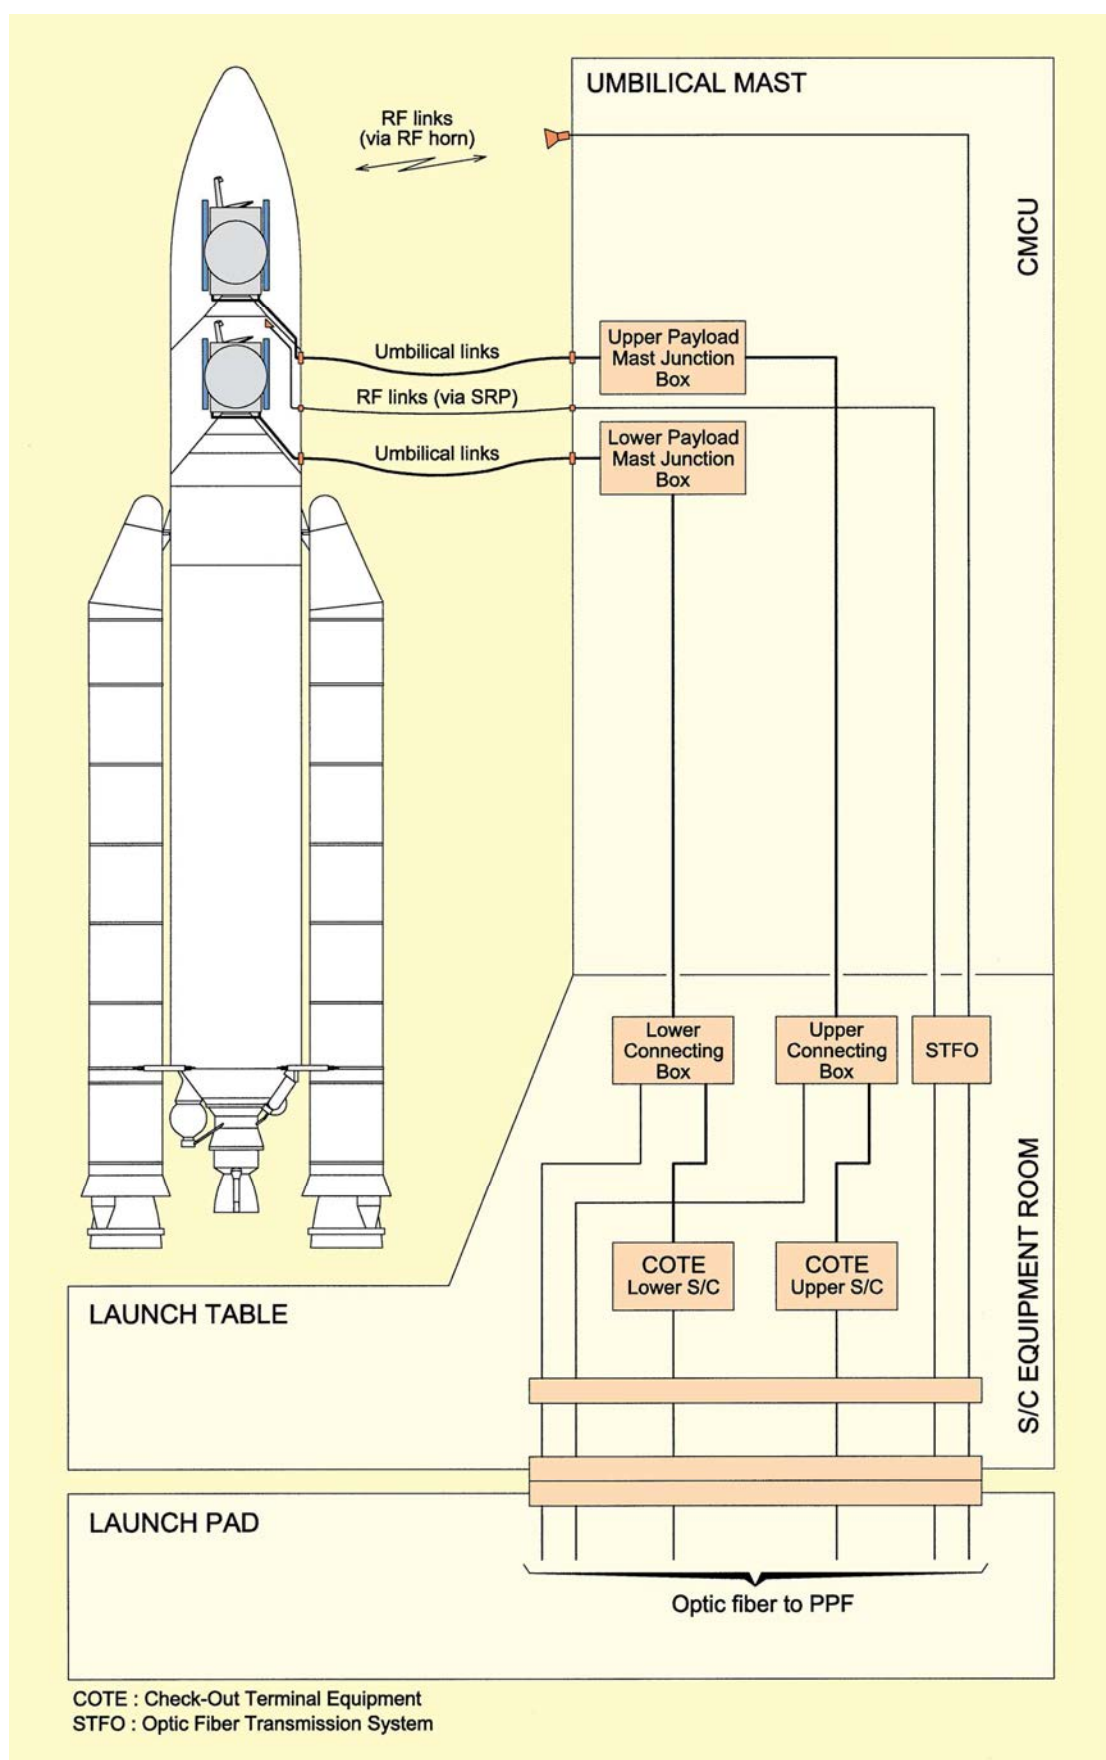 UMBILICAL MAST
RF links
(via RF horn)
CMCU
Upper Payload
Mast Junction
Box
Umbilical links
RF links (via SRP)
Lower Payload
Mast Junction
Box
Umbilical links
Lower
Connecting
Box
Upper
Connecting
Box
STFO
S/C EQUIPMENT ROOM
COTE
Lower S/C
COTE
Upper S/C
LAUNCH TABLE
LAUNCH PAD
Optic fiber to PPF
COTE : Check-Out Terminal Equipment
STFO : Optic Fiber Transmission System